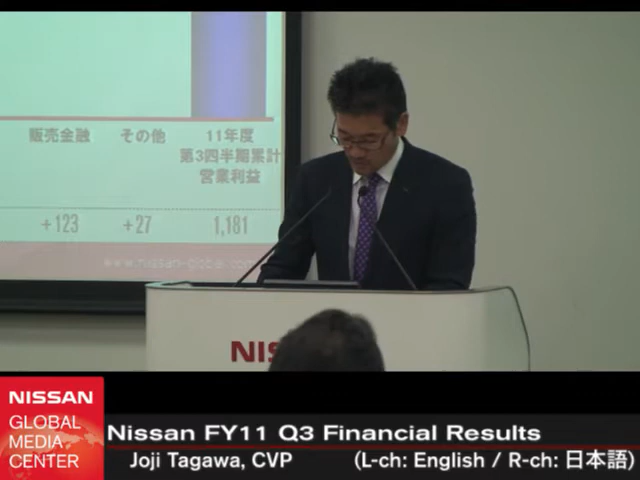 販売金融 その他 11年度
第3四半期累計
営業利益
+123 +27 1,181
www.nissan-global.com
NIS
NISSAN
GLOBAL
MEDIA
CENTER
Nissan FY11 Q3 Financial Results
Joji Tagawa, CVP (L-ch: English / R-ch: 日本語)